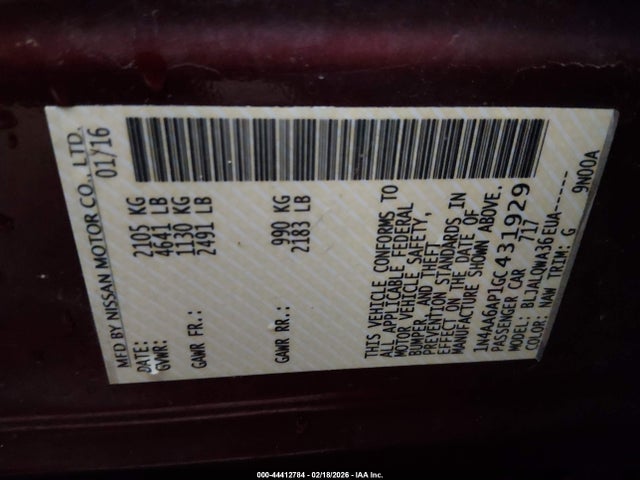 MFD BY NISSAN MOTOR CO., LTD.
DATE: 01/16
GVWR: 2105 KG
4641 LB
GAWR FR.: 1130 KG
2491 LB
GAWR RR.: 990 KG
2183 LB
THIS VEHICLE CONFORMS TO
ALL APPLICABLE FEDERAL
MOTOR VEHICLE SAFETY,
BUMPER, AND THEFT
PREVENTION STANDARDS IN
EFFECT ON THE DATE OF
MANUFACTURE SHOWN ABOVE.
1N4AA6AP1GC431929
PASSENGER CAR 717
MODEL: BLJALQWA36EUA------
COLOR: NAW TRIM: G 9N00A
000-44412784 - 02/18/2026 - IAA Inc.